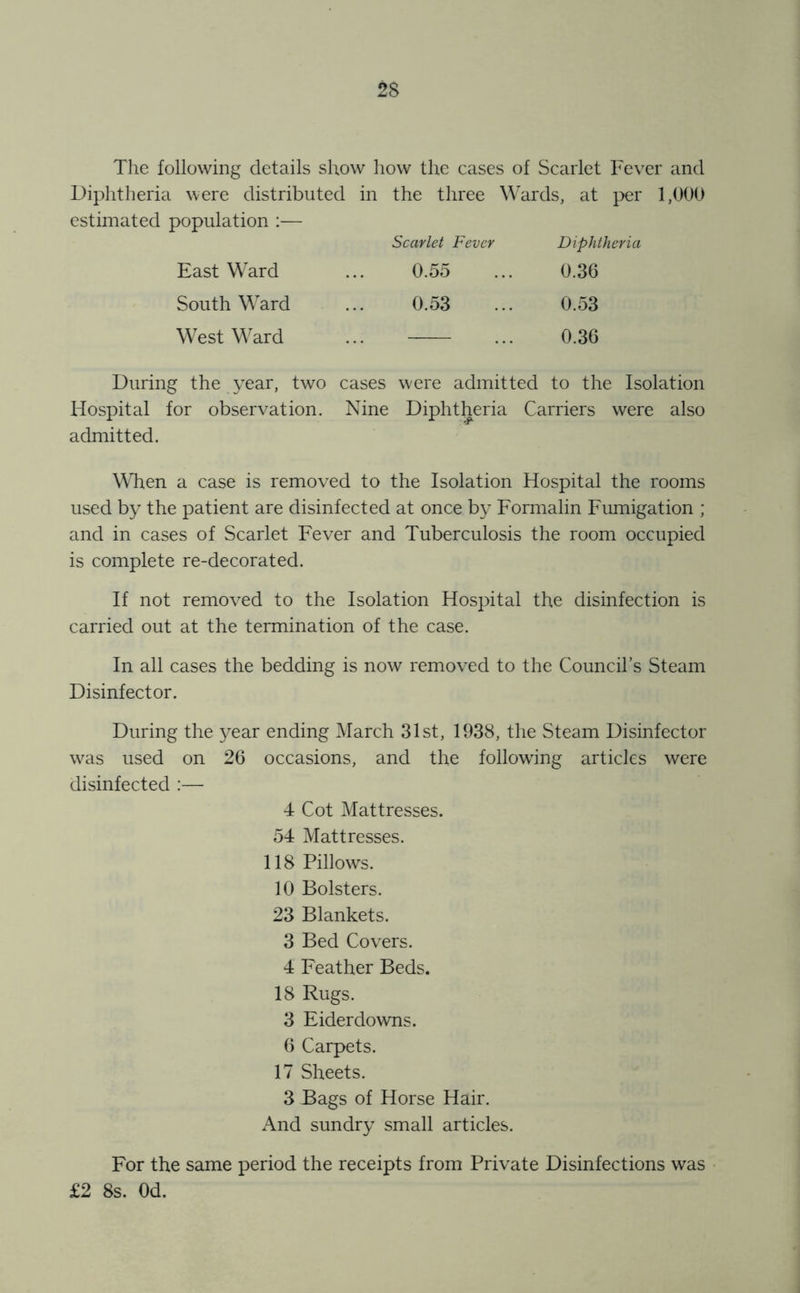 28
The following details show how the cases of Scarlet Fever and
Diphtheria were distributed in the three Wards, at per 1,000
estimated population :—
Scarlet Fever Diphtheria
East Ward ... 0.55 ... 0.36
South Ward ... 0.53 ... 0.53
West Ward ... —— ... 0.36
During the year, two cases were admitted to the Isolation
Hospital for observation. Nine Diphtheria Carriers were also
admitted.
When a case is removed to the Isolation Hospital the rooms
used by the patient are disinfected at once by Formalin Fumigation ;
and in cases of Scarlet Fever and Tuberculosis the room occupied
is complete re-decorated.
If not removed to the Isolation Hospital the disinfection is
carried out at the termination of the case.
In all cases the bedding is now removed to the Council's Steam
Disinfector.
During the year ending March 31st, 1938, the Steam Disinfector
was used on 26 occasions, and the following articles were
disinfected :—
4 Cot Mattresses.
54 Mattresses.
118 Pillows.
10 Bolsters.
23 Blankets.
3 Bed Covers.
4 Feather Beds.
18 Rugs.
3 Eiderdowns.
6 Carpets.
17 Sheets.
3 Bags of Horse Hair.
And sundry small articles.
For the same period the receipts from Private Disinfections was
£2 8s. 0d.